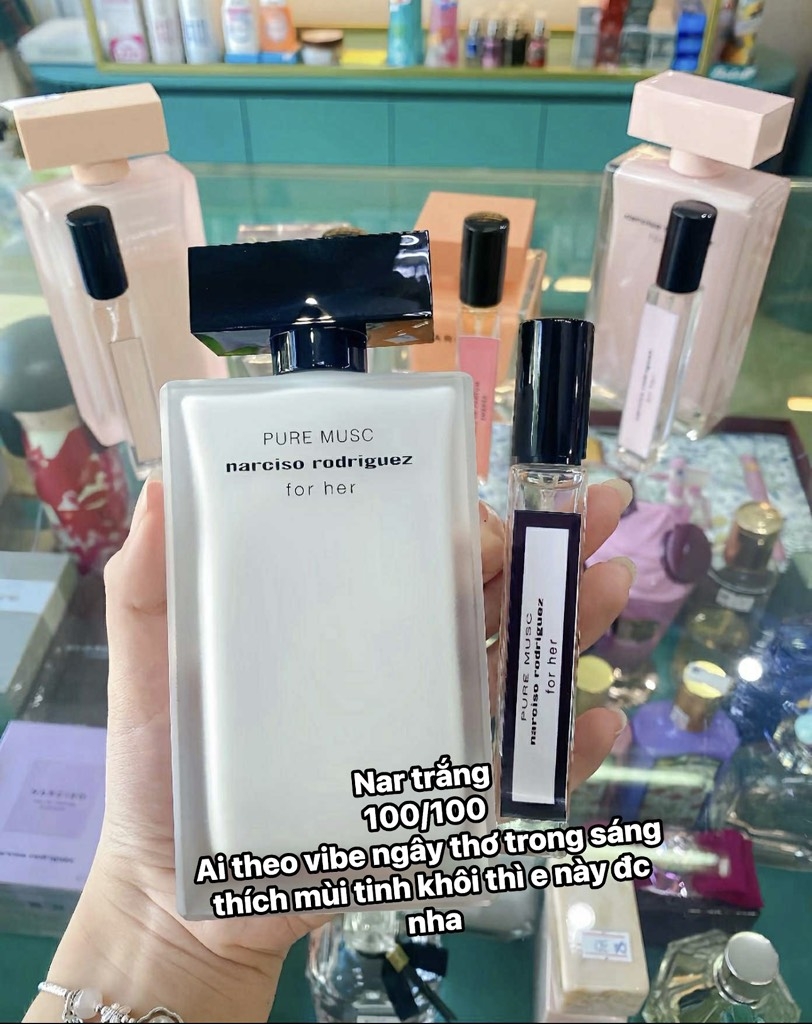 PURE MUSC
narciso rodriguez
for her
PURE MUSC
narciso rodriguez
for her
Nar trắng
100/100
Ai theo vibe ngây thơ trong sáng
thích mùi tinh khôi thì e này đc
nha